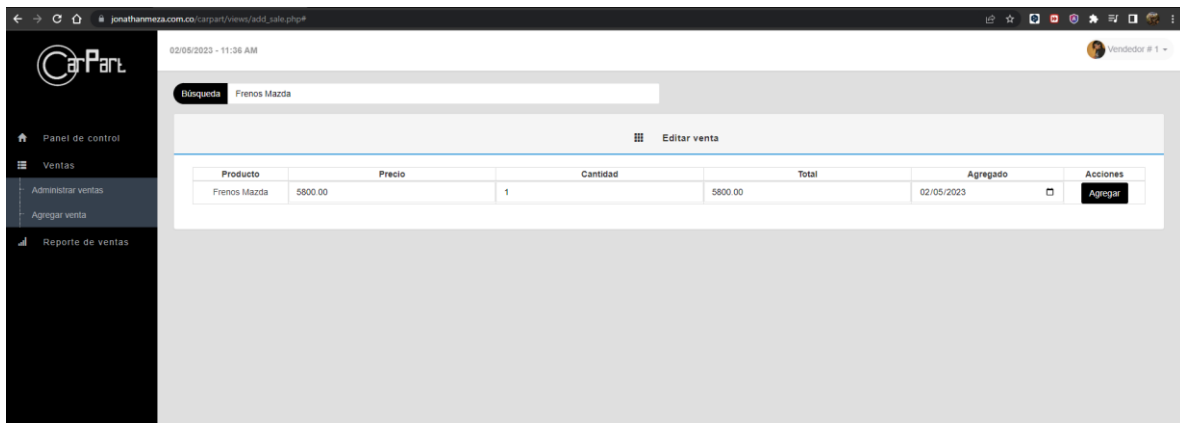 jonathanmeza.com.co/carpart/views/add_sale.php#
CarPart
02/05/2023 - 11:36 AM
Vendedor # 1
Búsqueda Frenos Mazda
Panel de control
Ventas
Administrar ventas
Agregar venta
Reporte de ventas
Editar venta
Producto Precio Cantidad Total Agregado Acciones
Frenos Mazda 5800.00 1 5800.00 02/05/2023 Agregar